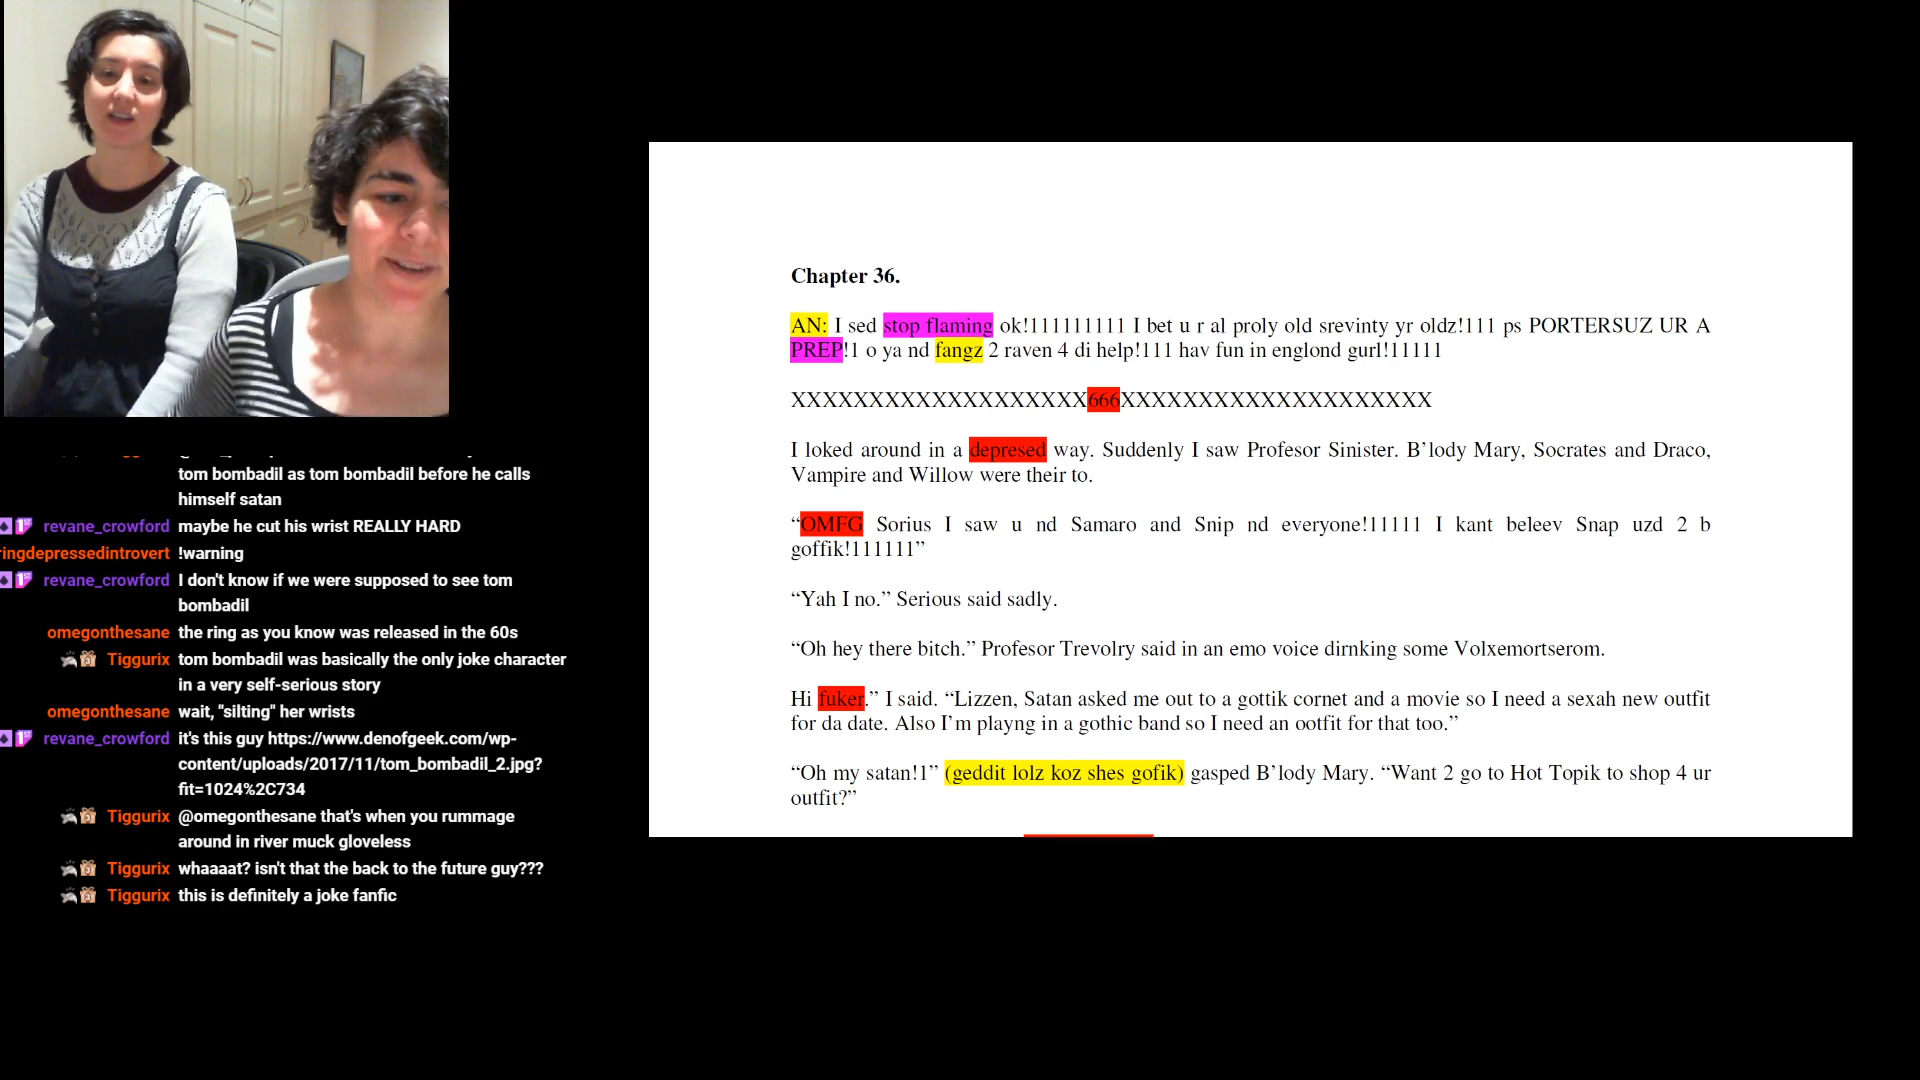 tom bombadil as tom bombadil before he calls
himself satan
revane_crowford maybe he cut his wrist REALLY HARD
ringdepressedintrovert !warning
revane_crowford I don't know if we were supposed to see tom
bombadil
omegonthesane the ring as you know was released in the 60s
Tiggurix tom bombadil was basically the only joke character
in a very self-serious story
omegonthesane wait, "silting" her wrists
revane_crowford it's this guy https://www.denofgeek.com/wp-
content/uploads/2017/11/tom_bombadil_2.jpg?
fit=1024%2C734
Tiggurix @omegonthesane that's when you rummage
around in river muck gloveless
Tiggurix whaaaat? isn't that the back to the future guy???
Tiggurix this is definitely a joke fanfic
Chapter 36.
AN: I sed stop flaming ok!111111111 I bet u r al proly old srevinty yr oldz!111 ps PORTERSUZ UR A
PREP!1 o ya nd fangz 2 raven 4 di help!111 hav fun in englond gurl!11111
XXXXXXXXXXXXXXXXXXX666XXXXXXXXXXXXXXXXXXXX
I loked around in a depresed way. Suddenly I saw Profesor Sinister. B’lody Mary, Socrates and Draco,
Vampire and Willow were their to.
“OMFG Sorius I saw u nd Samaro and Snip nd everyone!11111 I kant beleev Snap uzd 2 b
goffik!111111”
“Yah I no.” Serious said sadly.
“Oh hey there bitch.” Profesor Trevolry said in an emo voice dirnking some Volxemortserom.
Hi fuker.” I said. “Lizzen, Satan asked me out to a gottik cornet and a movie so I need a sexah new outfit
for da date. Also I’m playng in a gothic band so I need an ootfit for that too.”
“Oh my satan!1” (geddit lolz koz shes gofik) gasped B’lody Mary. “Want 2 go to Hot Topik to shop 4 ur
outfit?”